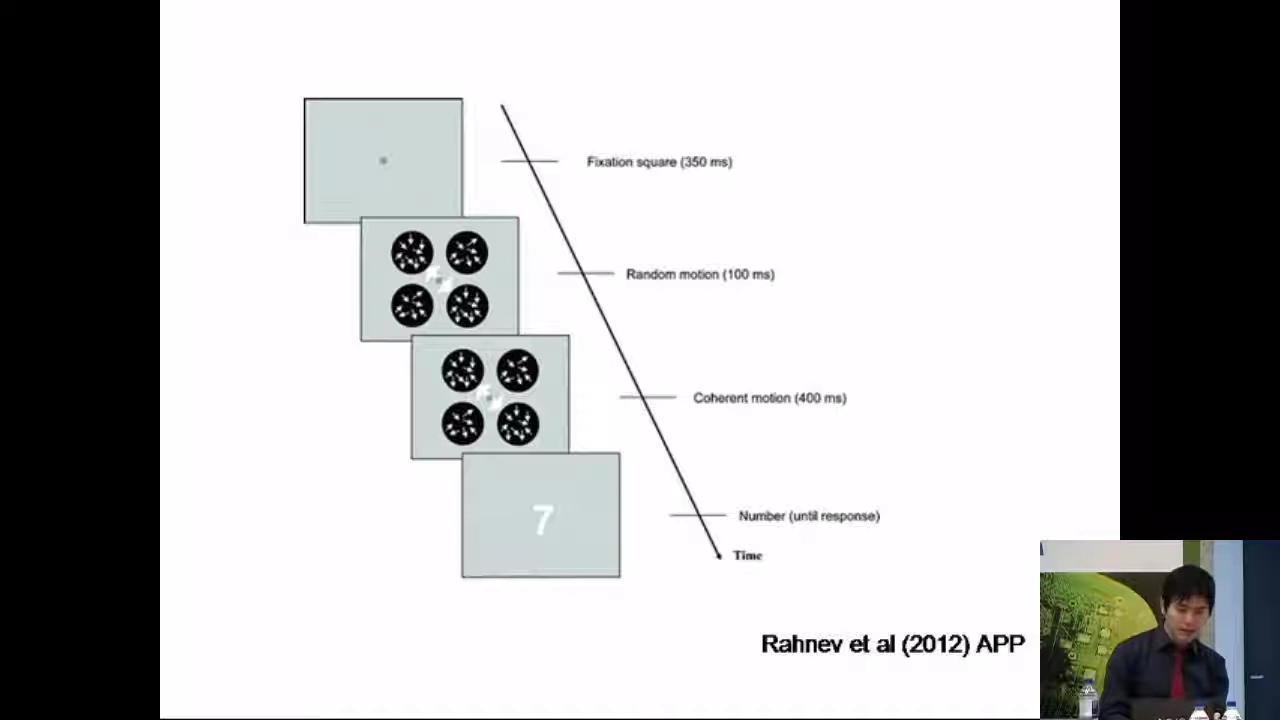 Fixation square (350 ms)
Random motion (100 ms)
Coherent motion (400 ms)
7
Number (until response)
Time
Rahnev et al (2012) APP